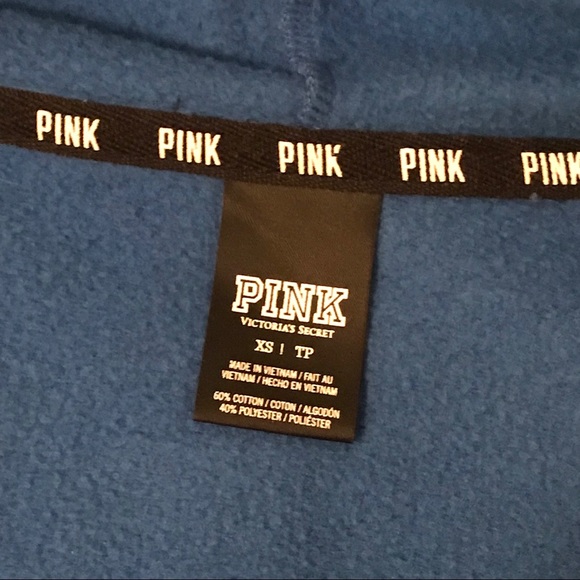 PINK PINK PINK PINK PINK
PINK
VICTORIA'S SECRET
XS | TP
MADE IN VIETNAM / FAIT AU
VIETNAM / HECHO EN VIETNAM
60% COTTON / COTON / ALGODÓN
40% POLYESTER / POLIÉSTER